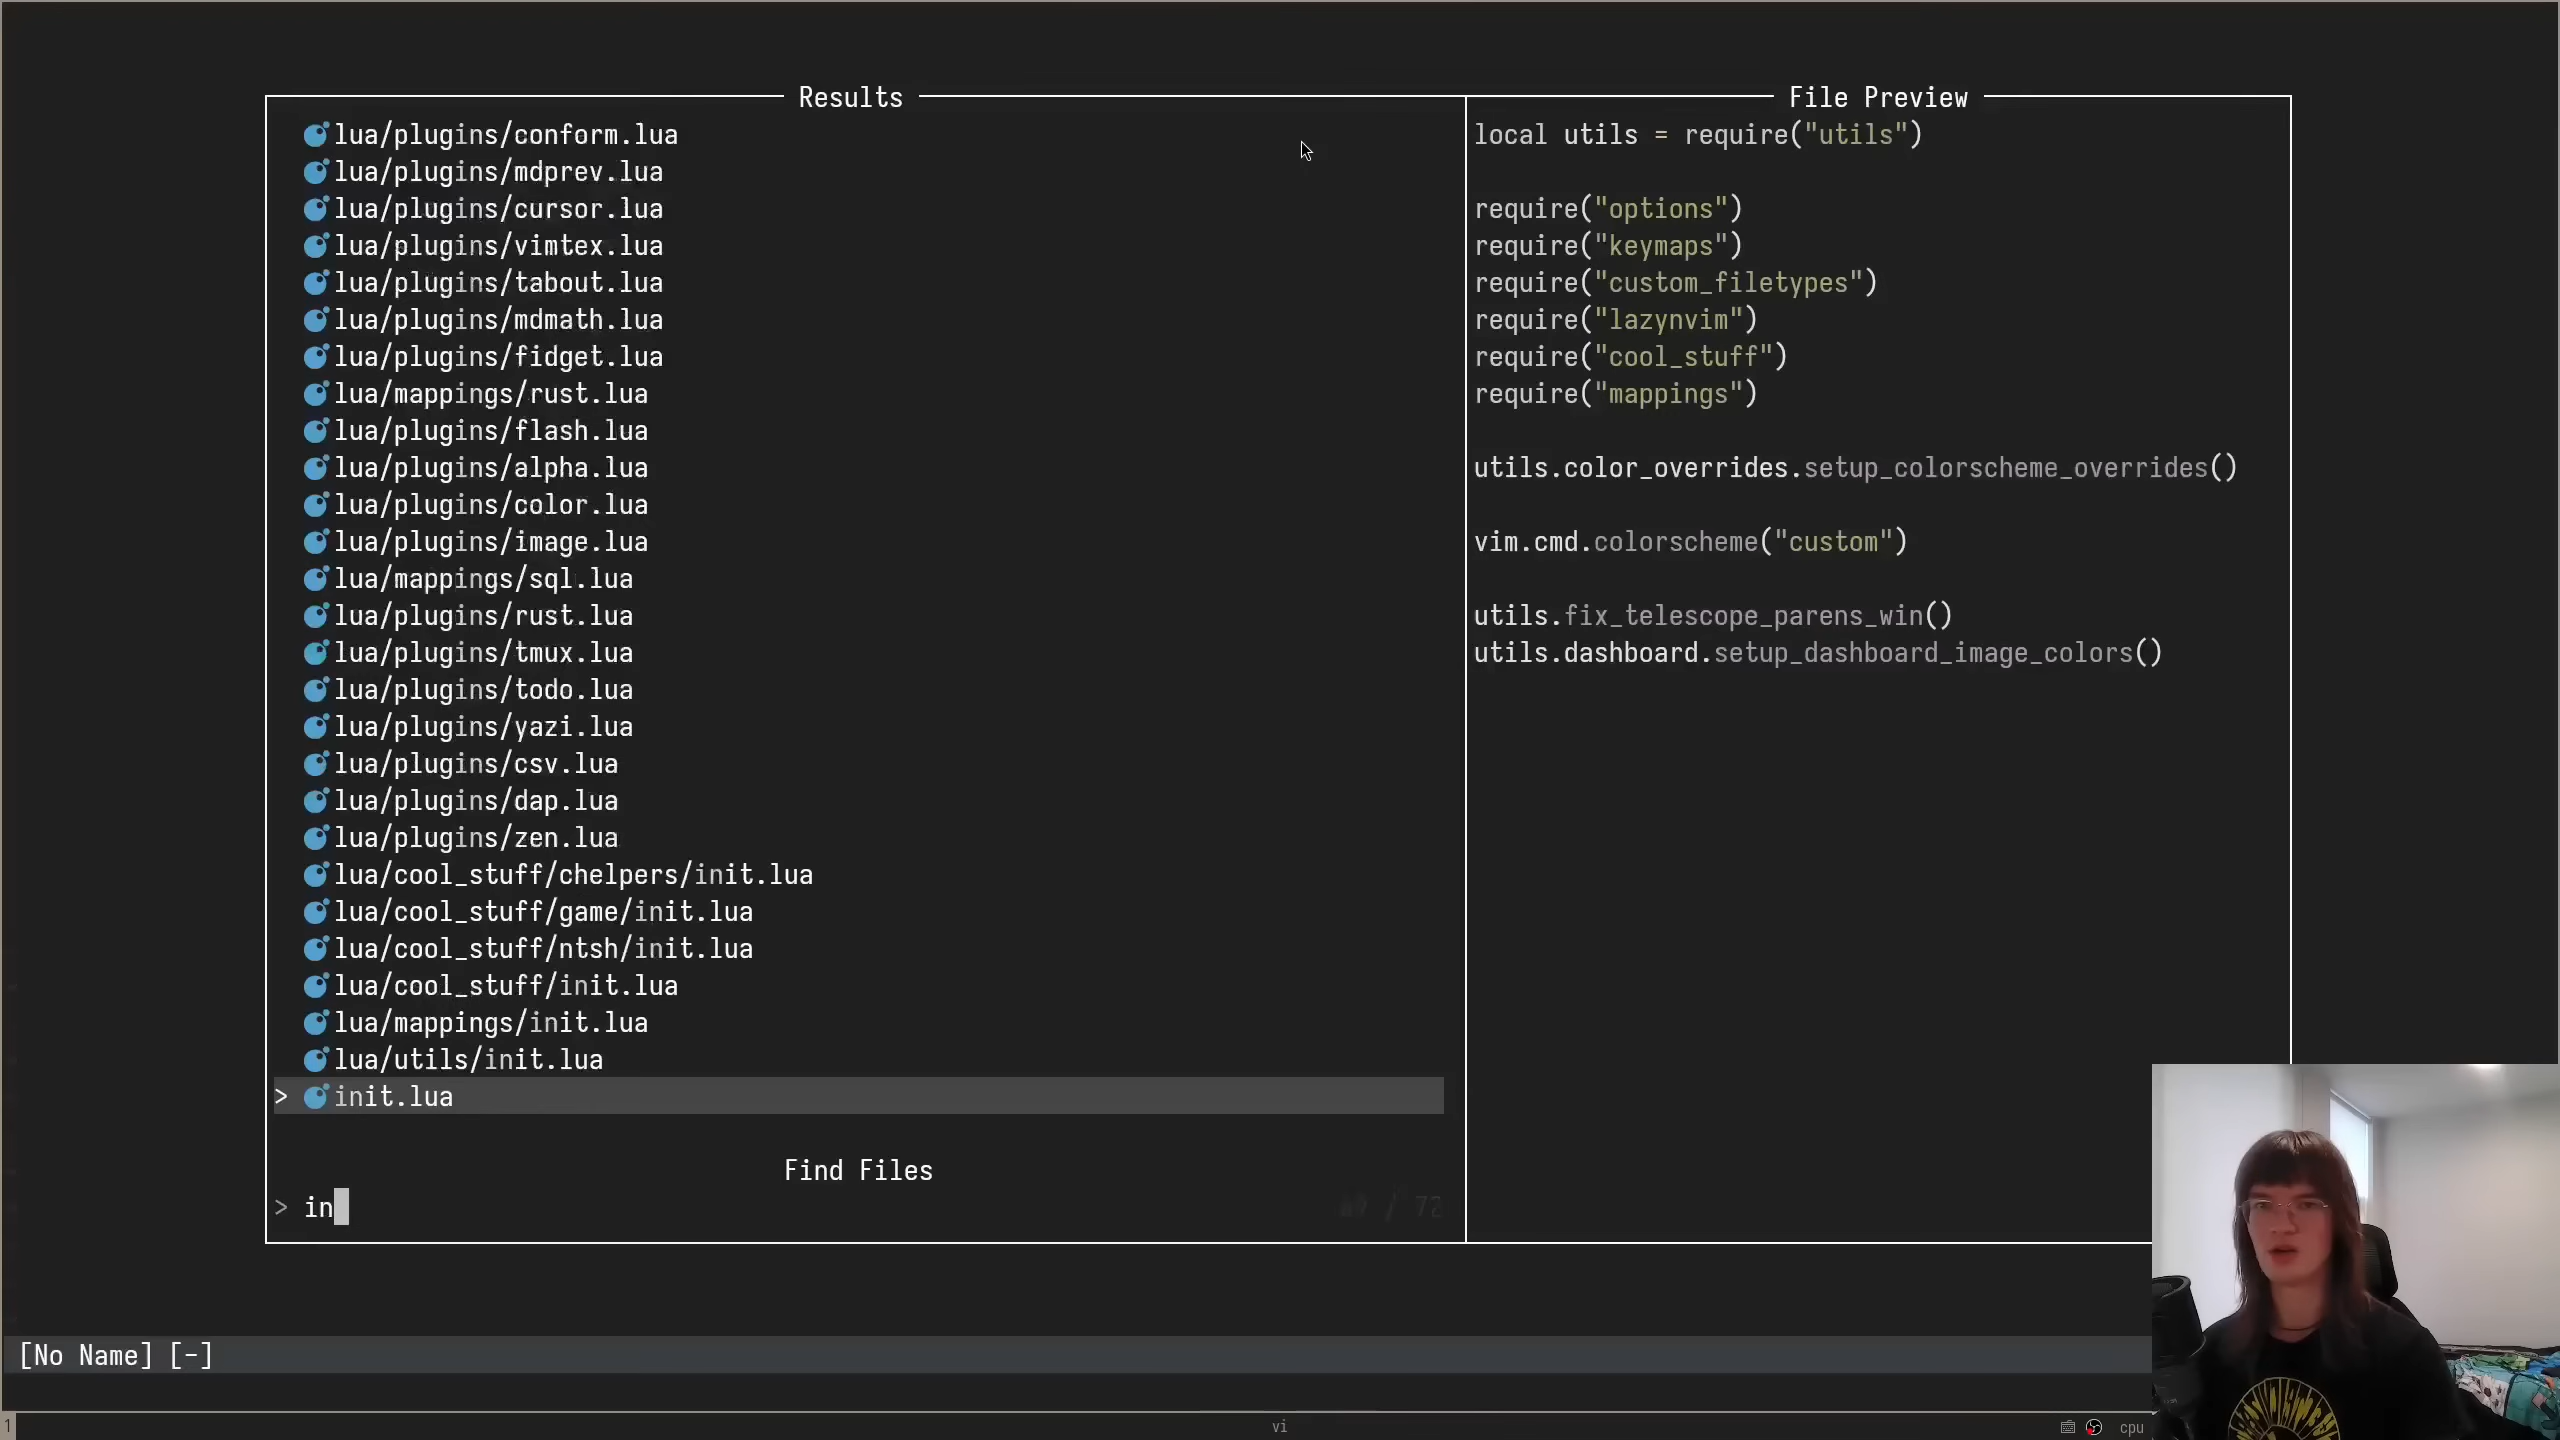 Results
lua/plugins/conform.lua
lua/plugins/mdprev.lua
lua/plugins/cursor.lua
lua/plugins/vimtex.lua
lua/plugins/tabout.lua
lua/plugins/mdmath.lua
lua/plugins/fidget.lua
lua/mappings/rust.lua
lua/plugins/flash.lua
lua/plugins/alpha.lua
lua/plugins/color.lua
lua/plugins/image.lua
lua/mappings/sql.lua
lua/plugins/rust.lua
lua/plugins/tmux.lua
lua/plugins/todo.lua
lua/plugins/yazi.lua
lua/plugins/csv.lua
lua/plugins/dap.lua
lua/plugins/zen.lua
lua/cool_stuff/chelpers/init.lua
lua/cool_stuff/game/init.lua
lua/cool_stuff/ntsh/init.lua
lua/cool_stuff/init.lua
lua/mappings/init.lua
lua/utils/init.lua
> init.lua
Find Files
> in
File Preview
local utils = require("utils")
require("options")
require("keymaps")
require("custom_filetypes")
require("lazynvim")
require("cool_stuff")
require("mappings")
utils.color_overrides.setup_colorscheme_overrides()
vim.cmd.colorscheme("custom")
utils.fix_telescope_parens_win()
utils.dashboard.setup_dashboard_image_colors()
[No Name] [-]
1
vi
cpu